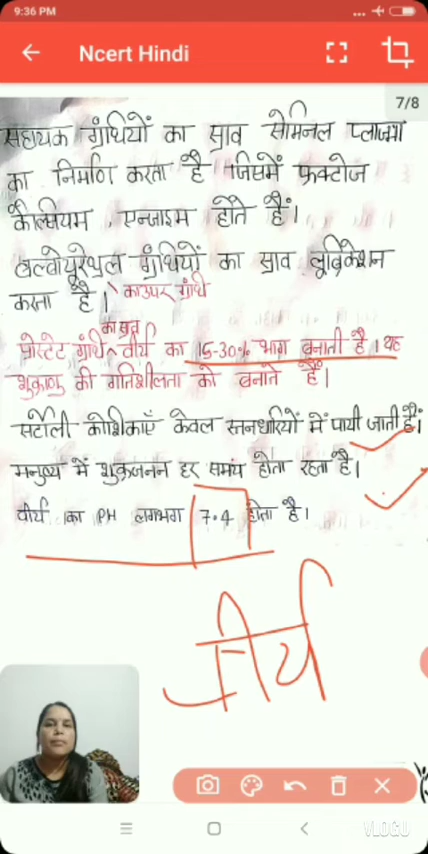 9:36 PM
Ncert Hindi
7/8
सहायक ग्रंथियों का स्राव सेमिनल प्लाज्मा
का निर्माण करता है जिसमें फ्रक्टोज
कैल्सियम, एन्जाइम होते हैं।
बल्बोयूरेथ्रल ग्रंथियों का स्राव लूब्रिकेशन
करता है। काउपर ग्रंथि
का स्राव
प्रोस्टेट ग्रंथि वीर्य का 15-30% भाग बनाती है। यह
शुक्राणु की गतिशीलता को बनाते हैं।
सर्टोली कोशिकाएँ केवल स्तनधारियों में पायी जाती हैं।
मनुष्य में शुक्रजनन हर समय होता रहता है।
वीर्य का PH लगभग 7.4 होता है।
वीर्य
VLOGU